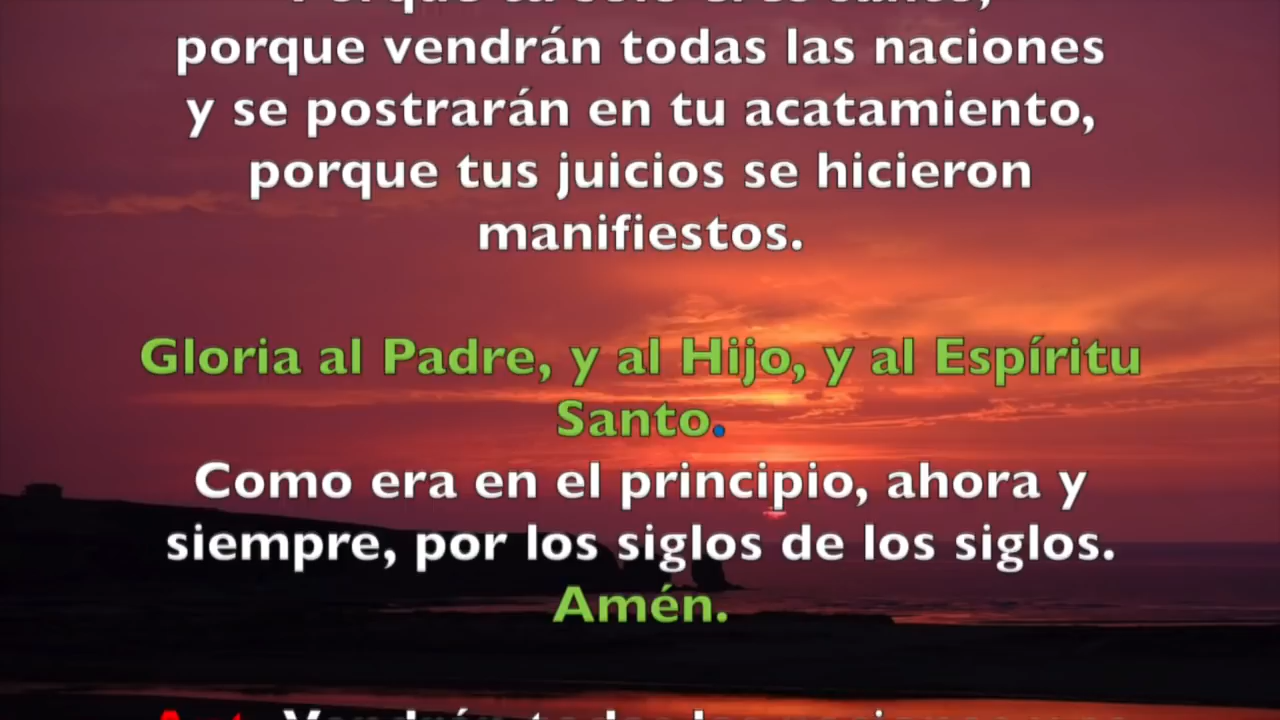 porque vendrán todas las naciones
y se postrarán en tu acatamiento,
porque tus juicios se hicieron
manifiestos.
Gloria al Padre, y al Hijo, y al Espíritu
Santo.
Como era en el principio, ahora y
siempre, por los siglos de los siglos.
Amén.